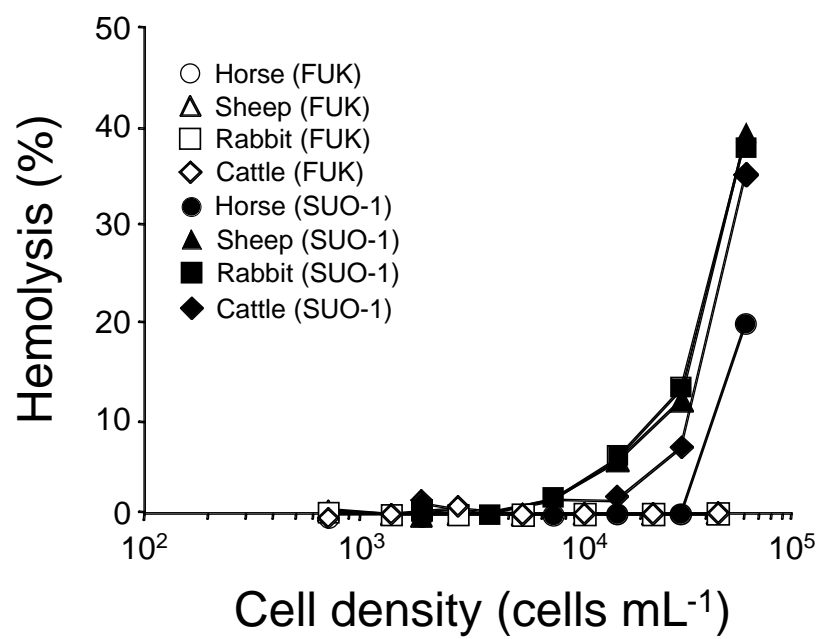 50
40
30
20
10
0
Hemolysis (%)
Horse (FUK)
Sheep (FUK)
Rabbit (FUK)
Cattle (FUK)
Horse (SUO-1)
Sheep (SUO-1)
Rabbit (SUO-1)
Cattle (SUO-1)
10² 10³ 10⁴ 10⁵
Cell density (cells mL⁻¹)